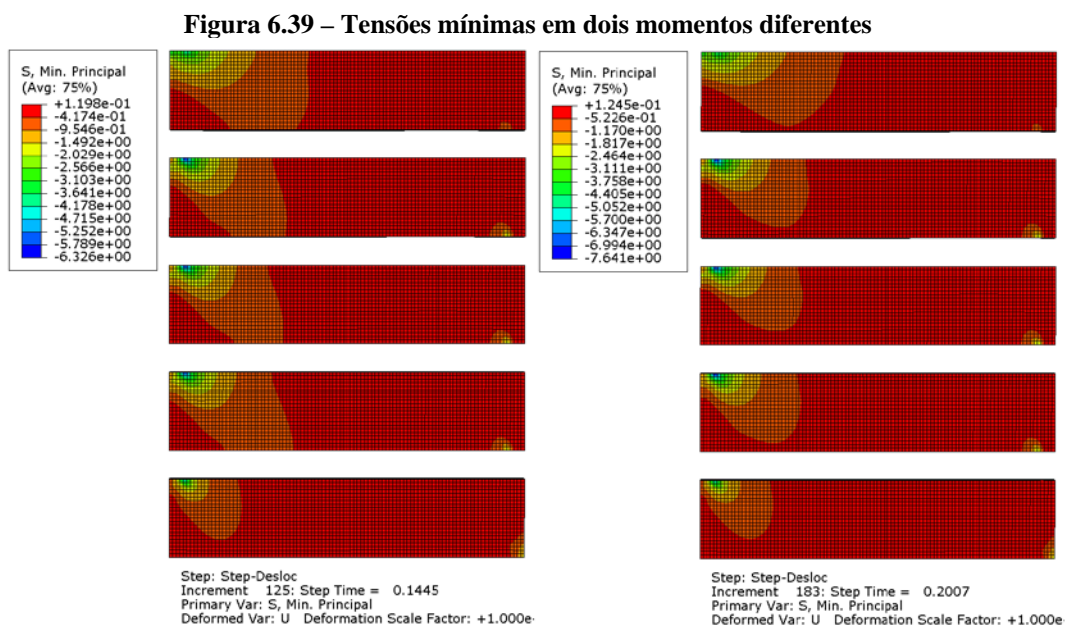 Figura 6.39 – Tensões mínimas em dois momentos diferentes
S, Min. Principal
(Avg: 75%)
+1.198e-01
-4.174e-01
-9.546e-01
-1.492e+00
-2.029e+00
-2.566e+00
-3.103e+00
-3.641e+00
-4.178e+00
-4.715e+00
-5.252e+00
-5.789e+00
-6.326e+00
Step: Step-Desloc
Increment 125: Step Time = 0.1445
Primary Var: S, Min. Principal
Deformed Var: U Deformation Scale Factor: +1.000e-
S, Min. Principal
(Avg: 75%)
+1.245e-01
-5.226e-01
-1.170e+00
-1.817e+00
-2.464e+00
-3.111e+00
-3.758e+00
-4.405e+00
-5.052e+00
-5.700e+00
-6.347e+00
-6.994e+00
-7.641e+00
Step: Step-Desloc
Increment 183: Step Time = 0.2007
Primary Var: S, Min. Principal
Deformed Var: U Deformation Scale Factor: +1.000e-